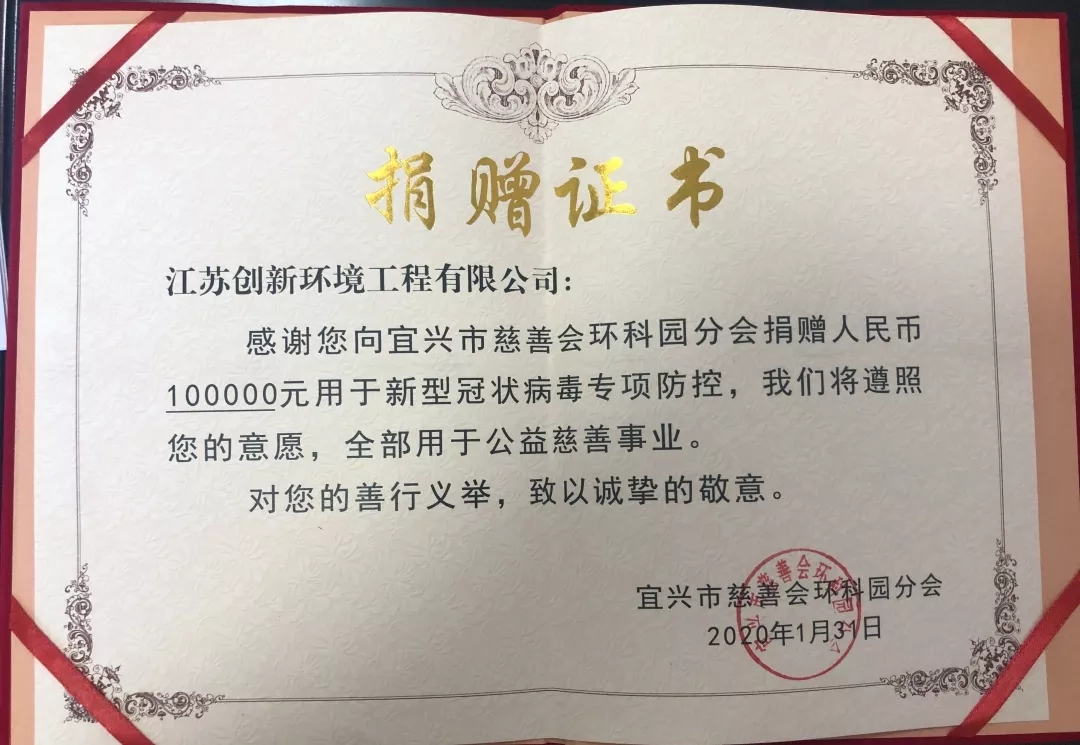 捐赠证书
江苏创新环境工程有限公司：
感谢您向宜兴市慈善会环科园分会捐赠人民币
100000元用于新型冠状病毒专项防控，我们将遵照
您的意愿，全部用于公益慈善事业。
对您的善行义举，致以诚挚的敬意。
宜兴市慈善会环科园分会
2020年1月31日